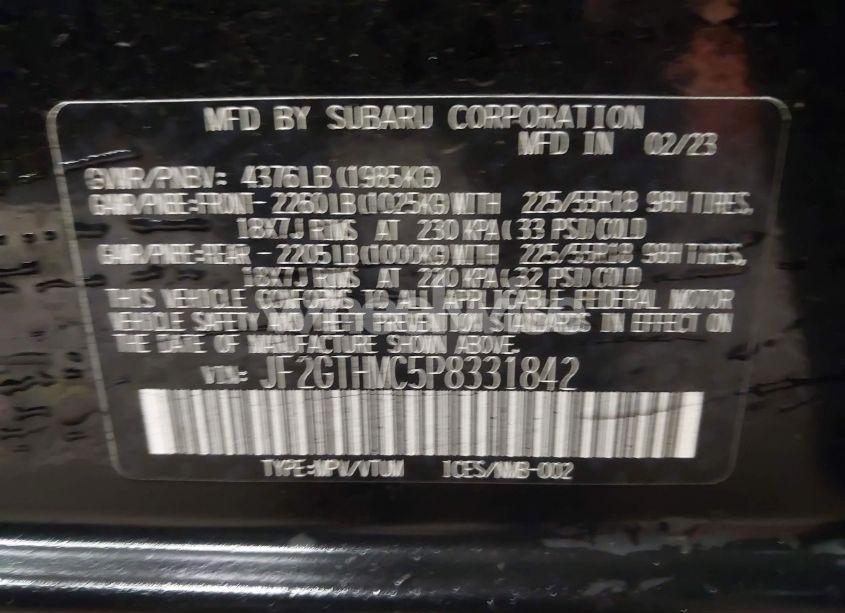 MFD BY SUBARU CORPORATION
MFD IN 02/23
GVWR/PNBV: 4376LB(1985KG)
GAWR/PNBE:FRONT-2260LB(1025KG)WITH 225/55R18 98H TIRES,
18X7J RIMS AT 230 KPA(33 PSI)COLD
GAWR/PNBE:REAR -2205LB(1000KG)WITH 225/55R18 98H TIRES,
18X7J RIMS AT 220 KPA(32 PSI)COLD
THIS VEHICLE CONFORMS TO ALL APPLICABLE FEDERAL MOTOR
VEHICLE SAFETY AND THEFT PREVENTION STANDARDS IN EFFECT ON
THE DATE OF MANUFACTURE SHOWN ABOVE.
VIN: JF2GTHMC5P8331842
TYPE:MPV/VTUM ICES/NMB-002